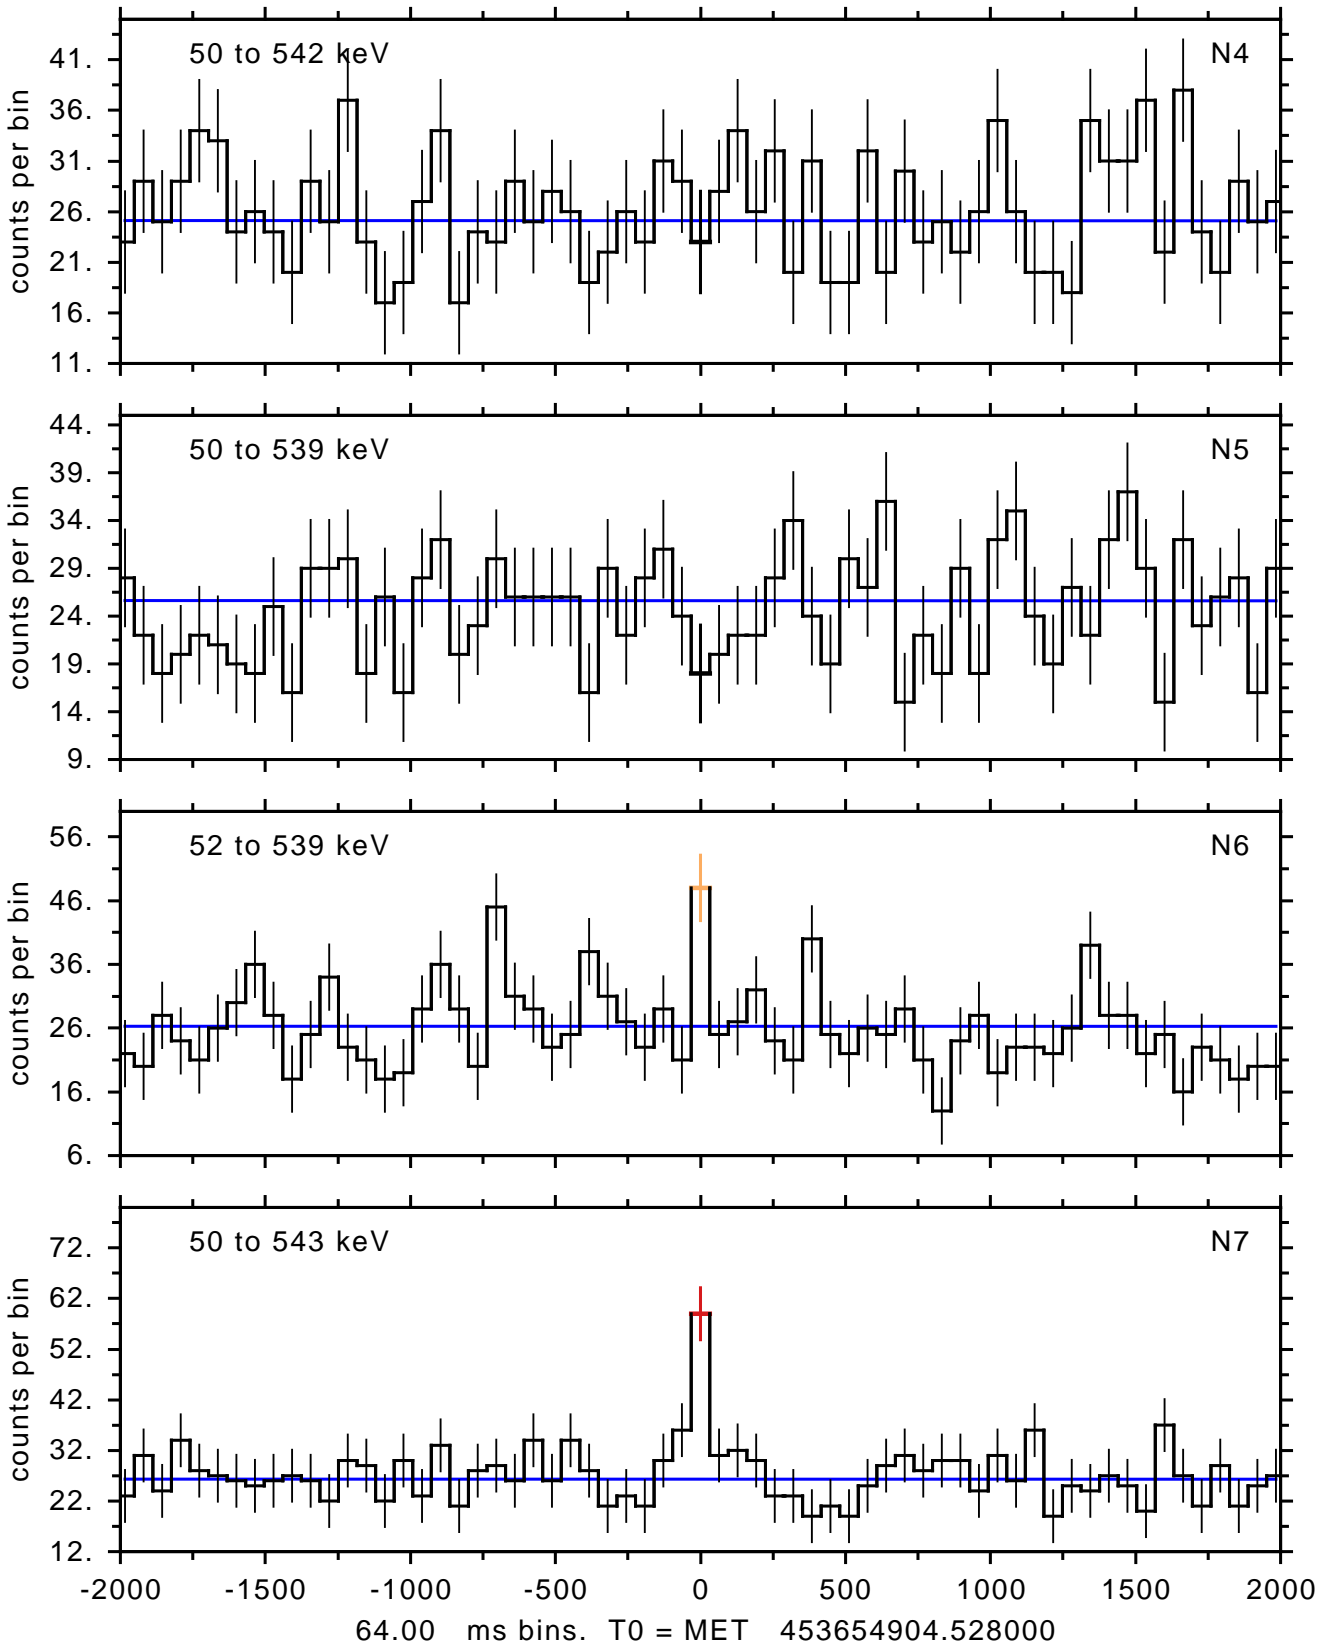 50 to 542 keV N4
41.
36.
31.
26.
21.
16.
11.
counts per bin
50 to 539 keV N5
44.
39.
34.
29.
24.
19.
14.
9.
counts per bin
52 to 539 keV N6
56.
46.
36.
26.
16.
6.
counts per bin
50 to 543 keV N7
72.
62.
52.
42.
32.
22.
12.
counts per bin
-2000 -1500 -1000 -500 0 500 1000 1500 2000
64.00 ms bins. T0 = MET 453654904.528000